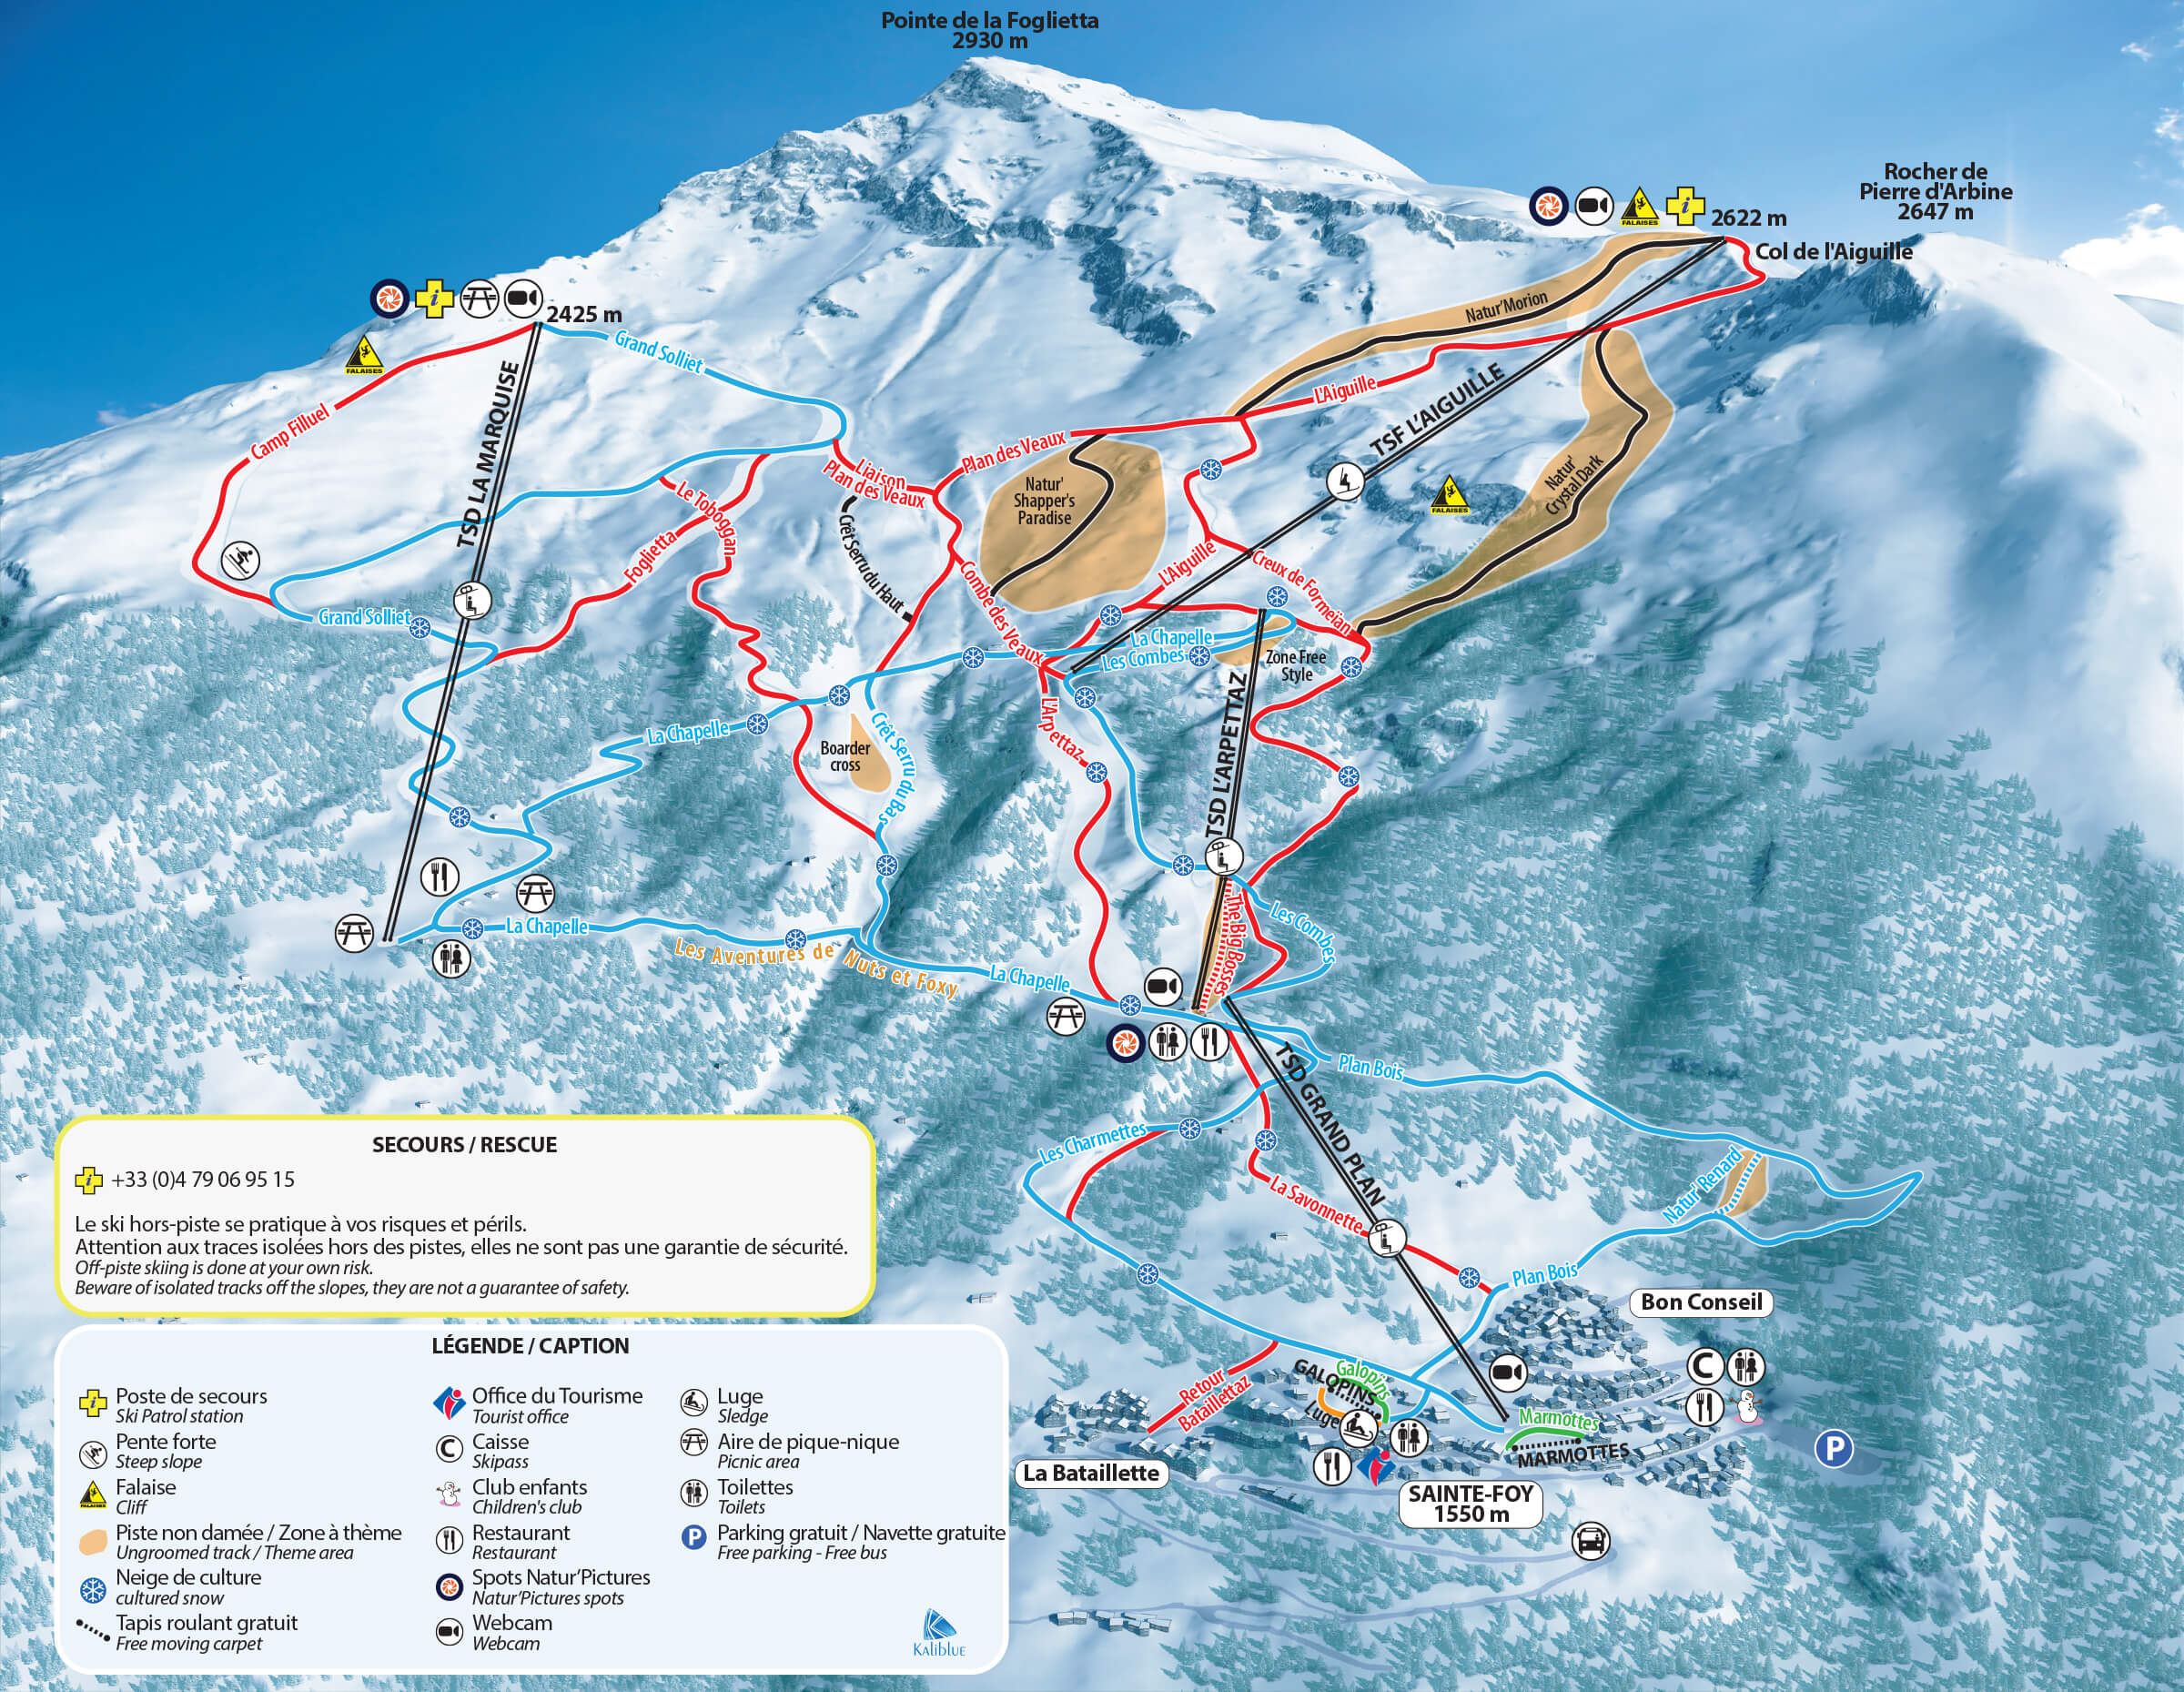 Pointe de la Foglietta
2930 m
Rocher de
Pierre d'Arbine
2647 m
FALAISES
2622 m
Col de l'Aiguille
2425 m
FALAISES
Grand Solliet
Natur'Morion
L'Aiguille
TSF L'AIGUILLE
Camp Filluel
TSD LA MARQUISE
Liaison
Plan des Veaux
Plan des Veaux
Natur'
Shapper's
Paradise
Natur'
Crystal Dark
FALAISES
Le Toboggan
Foglietta
Crêt Serru du Haut
Combe des Veaux
L'Aiguille
Creux de Formeian
Grand Solliet
La Chapelle
Les Combes
Zone Free
Style
L'Arpettaz
TSD L'ARPETTAZ
La Chapelle
Boarder
cross
Crêt Serru du Bas
La Chapelle
Les Aventures de Nuts et Foxy
La Chapelle
The Big Bosses
Les Combes
TSD GRAND PLAN
Plan Bois
Les Charmettes
La Savonnette
Natur' Renard
Plan Bois
Bon Conseil
Retour
Bataillettaz
GALOPINS
Galopins
Luge
Marmottes
MARMOTTES
P
C
La Bataillette
SAINTE-FOY
1550 m
SECOURS / RESCUE
+33 (0)4 79 06 95 15
Le ski hors-piste se pratique à vos risques et périls.
Attention aux traces isolées hors des pistes, elles ne sont pas une garantie de sécurité.
Off-piste skiing is done at your own risk.
Beware of isolated tracks off the slopes, they are not a guarantee of safety.
LÉGENDE / CAPTION
Poste de secours
Ski Patrol station
Pente forte
Steep slope
Falaise
Cliff
Piste non damée / Zone à thème
Ungroomed track / Theme area
Neige de culture
cultured snow
Tapis roulant gratuit
Free moving carpet
Office du Tourisme
Tourist office
C
Caisse
Skipass
Club enfants
Children's club
Restaurant
Restaurant
Spots Natur'Pictures
Natur'Pictures spots
Webcam
Webcam
Luge
Sledge
Aire de pique-nique
Picnic area
Toilettes
Toilets
P
Parking gratuit / Navette gratuite
Free parking - Free bus
KALIBLUE